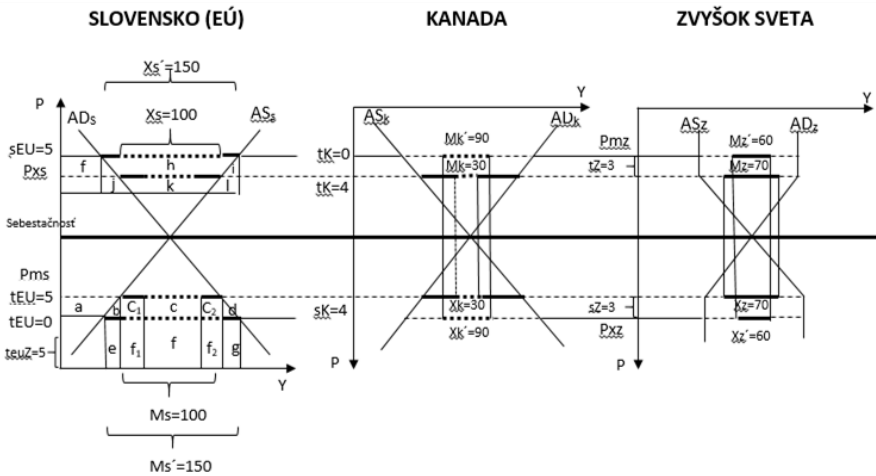 SLOVENSKO (EÚ) KANADA ZVYŠOK SVETA
Xs´=150
P Y Y
ADs Xs=100 ASs ASk ADk ASz ADz
Mk´=90 Pmz Mz´=60
sEU=5 tK=0
f h i Mk=30 tZ=3 Mz=70
Pxs tK=4
j k l
Sebestačnosť
Pms
tEU=5
a b C1 c C2 d sK=4 Xk=30 sZ=3 Xz=70
tEU=0
Xk´=90 Pxz Xz´=60
teuZ=5 e f1 f f2 g
Y P P
Ms=100
Ms´=150